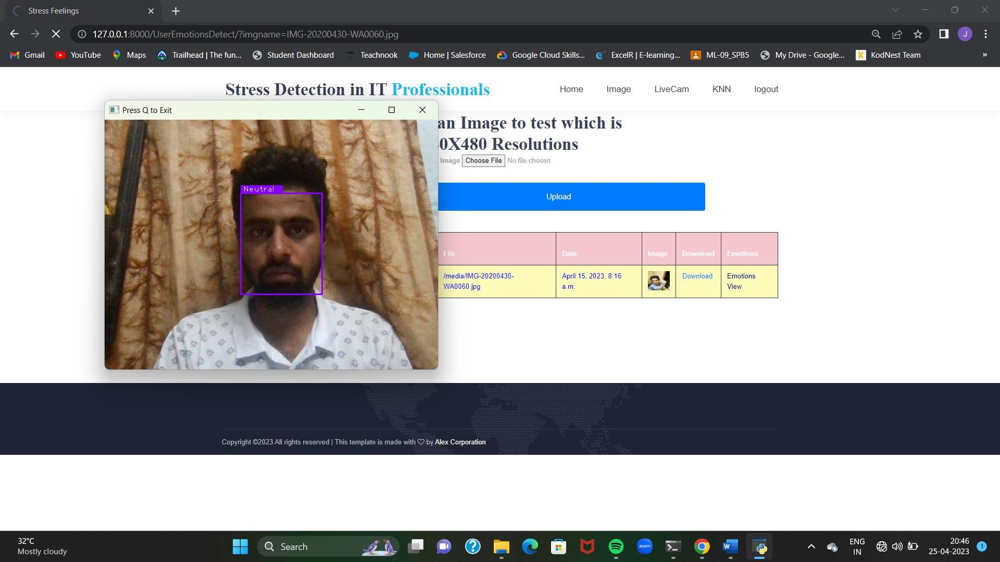 Stress Feelings
127.0.0.1:8000/UserEmotionsDetect/?imgname=IMG-20200430-WA0060.jpg
J
Gmail
YouTube
Maps
Trailhead | The fun...
Student Dashboard
Teachnook
Home | Salesforce
Google Cloud Skills...
ExcelR | E-learning...
ML-09_SPB5
My Drive - Google...
KodNest Team
»
Stress Detection in IT Professionals
Home
Image
LiveCam
KNN
logout
Press Q to Exit
an Image to test which is
0X480 Resolutions
Image Choose File No file chosen
Neutral
Upload
File
Date
Image
Download
Emotions
/media/IMG-20200430-
WA0060.jpg
April 15, 2023, 8:16
a.m.
Download
Emotions
View
Copyright ©2023 All rights reserved | This template is made with ♡ by Alex Corporation
32°C
Mostly cloudy
Search
zoom
ENG
IN
20:46
25-04-2023
1